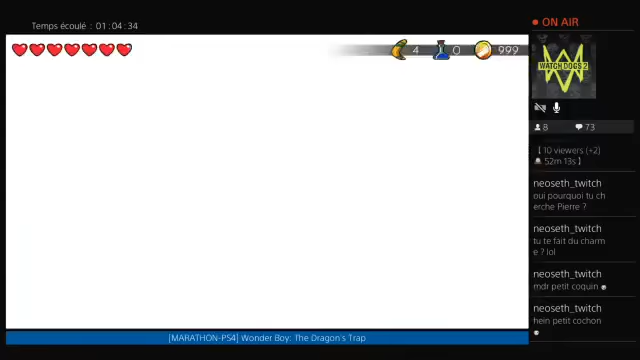 Temps écoulé : 01:04:34
ON AIR
4
0
999
WATCH DOGS 2
8
73
【10 viewers (+2)
52m 13s】
neoseth_twitch
oui pourquoi tu ch
erche Pierre ?
neoseth_twitch
tu te fait du charm
e ? lol
neoseth_twitch
mdr petit coquin
neoseth_twitch
hein petit cochon
[MARATHON-PS4] Wonder Boy: The Dragon's Trap